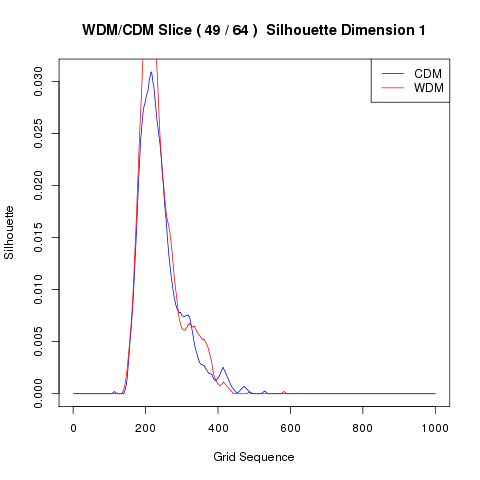 WDM/CDM Slice ( 49 / 64 )  Silhouette Dimension 1
CDM
WDM
Silhouette
0.030
0.025
0.020
0.015
0.010
0.005
0.000
0 200 400 600 800 1000
Grid Sequence